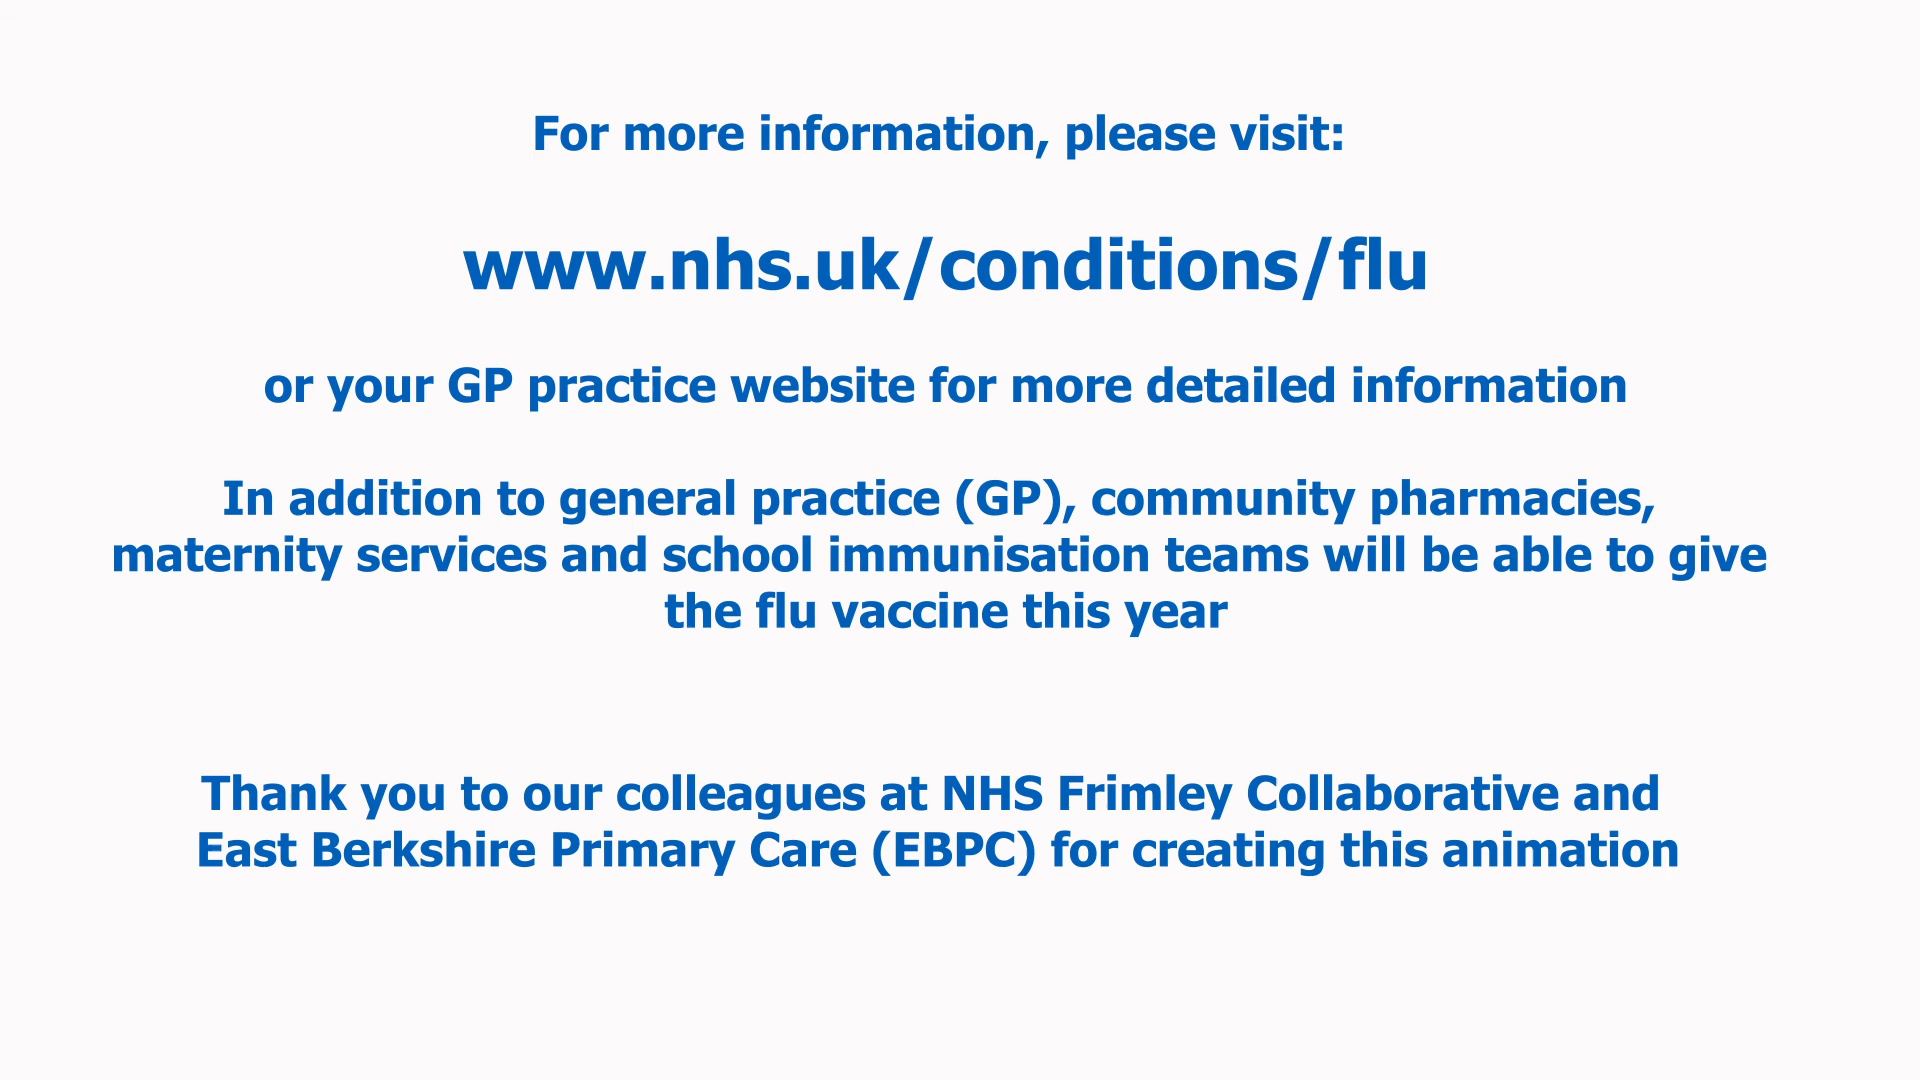 For more information, please visit:
www.nhs.uk/conditions/flu
or your GP practice website for more detailed information
In addition to general practice (GP), community pharmacies,
maternity services and school immunisation teams will be able to give
the flu vaccine this year
Thank you to our colleagues at NHS Frimley Collaborative and
East Berkshire Primary Care (EBPC) for creating this animation